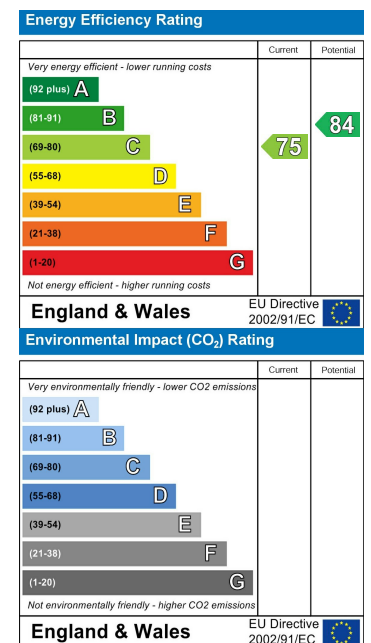 Energy Efficiency Rating
Current Potential
Very energy efficient - lower running costs
(92 plus) A
(81-91) B
84
(69-80) C
75
(55-68) D
(39-54) E
(21-38) F
(1-20) G
Not energy efficient - higher running costs
England & Wales
EU Directive
2002/91/EC
Environmental Impact (CO₂) Rating
Current Potential
Very environmentally friendly - lower CO2 emissions
(92 plus) A
(81-91) B
(69-80) C
(55-68) D
(39-54) E
(21-38) F
(1-20) G
Not environmentally friendly - higher CO2 emissions
England & Wales
EU Directive
2002/91/EC